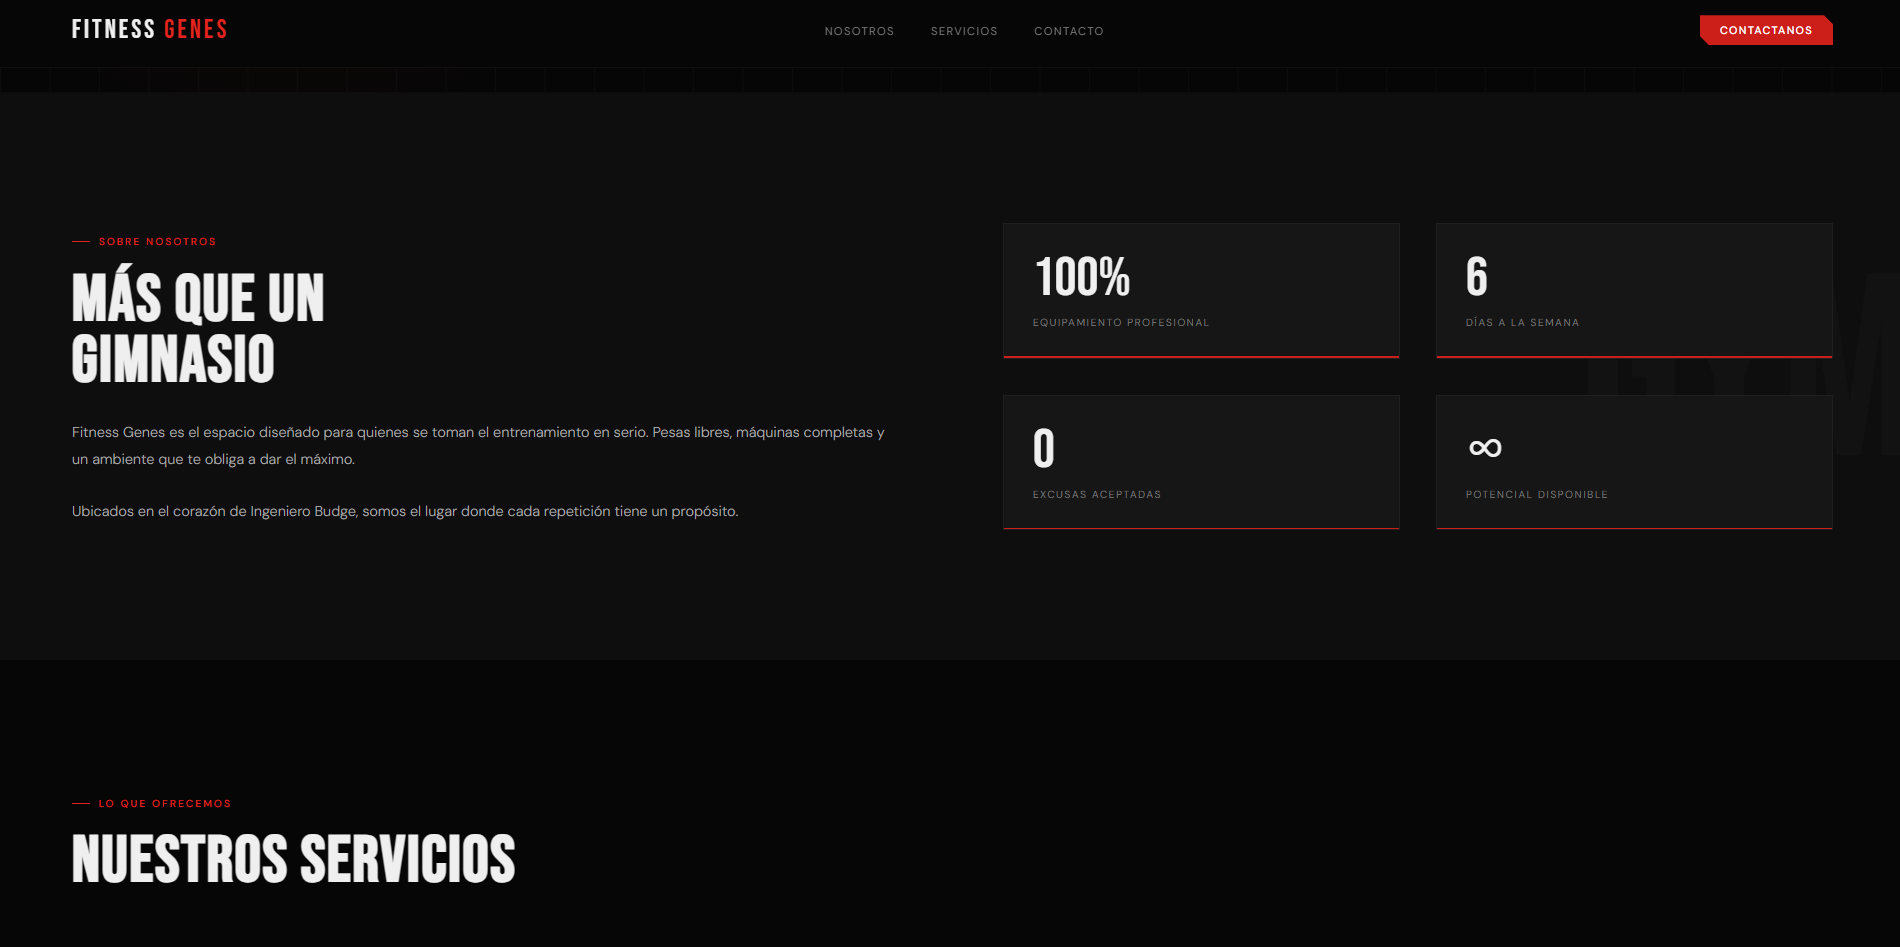 FITNESS GENES
NOSOTROS
SERVICIOS
CONTACTO
CONTACTANOS
SOBRE NOSOTROS
MÁS QUE UN
GIMNASIO
Fitness Genes es el espacio diseñado para quienes se toman el entrenamiento en serio. Pesas libres, máquinas completas y
un ambiente que te obliga a dar el máximo.
Ubicados en el corazón de Ingeniero Budge, somos el lugar donde cada repetición tiene un propósito.
100%
EQUIPAMIENTO PROFESIONAL
6
DÍAS A LA SEMANA
0
EXCUSAS ACEPTADAS
∞
POTENCIAL DISPONIBLE
GYM
LO QUE OFRECEMOS
NUESTROS SERVICIOS